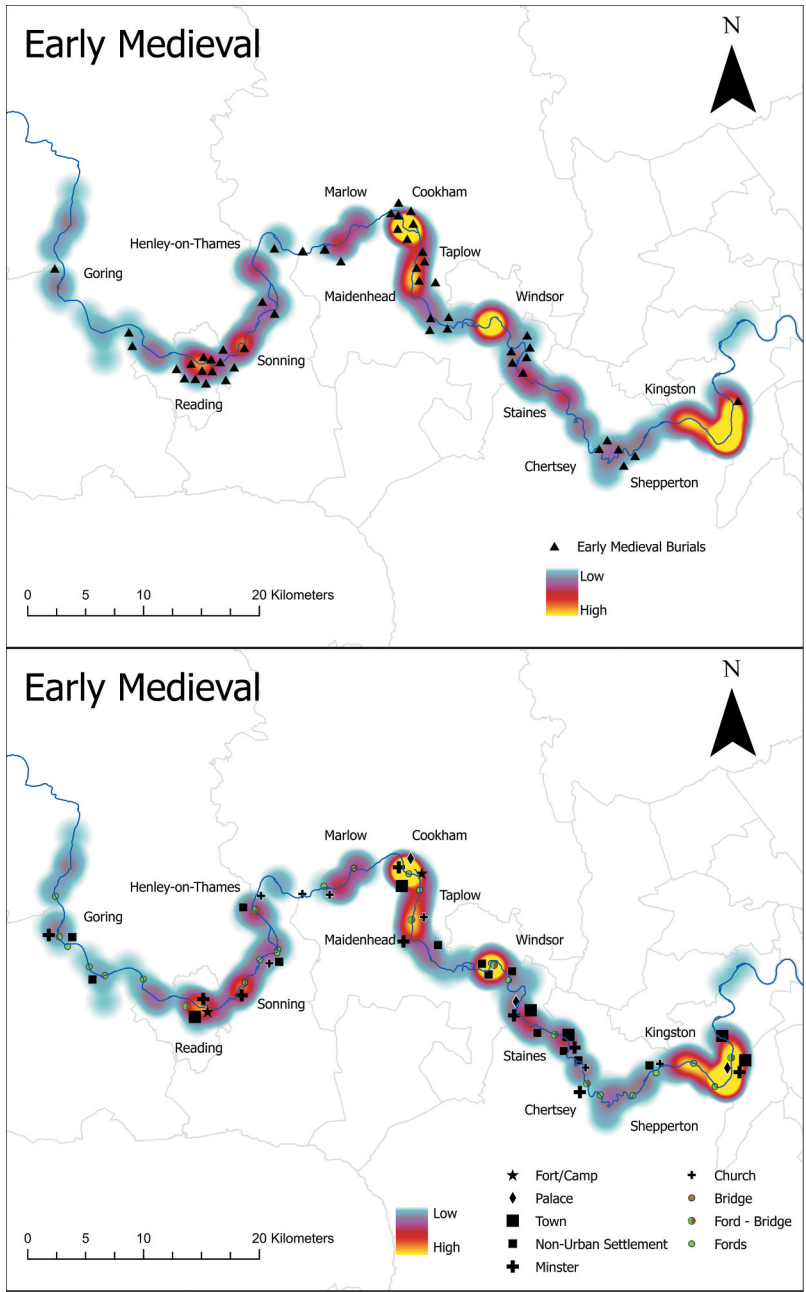 Early Medieval
N
Marlow
Cookham
Henley-on-Thames
Taplow
Goring
Maidenhead
Windsor
Sonning
Kingston
Reading
Staines
Chertsey
Shepperton
Early Medieval Burials
Low
High
0 5 10 20 Kilometers
Early Medieval
N
Marlow
Cookham
Henley-on-Thames
Taplow
Goring
Maidenhead
Windsor
Sonning
Kingston
Reading
Staines
Chertsey
Shepperton
Fort/Camp
Church
Palace
Bridge
Low
Town
Ford - Bridge
High
Non-Urban Settlement
Fords
Minster
0 5 10 20 Kilometers